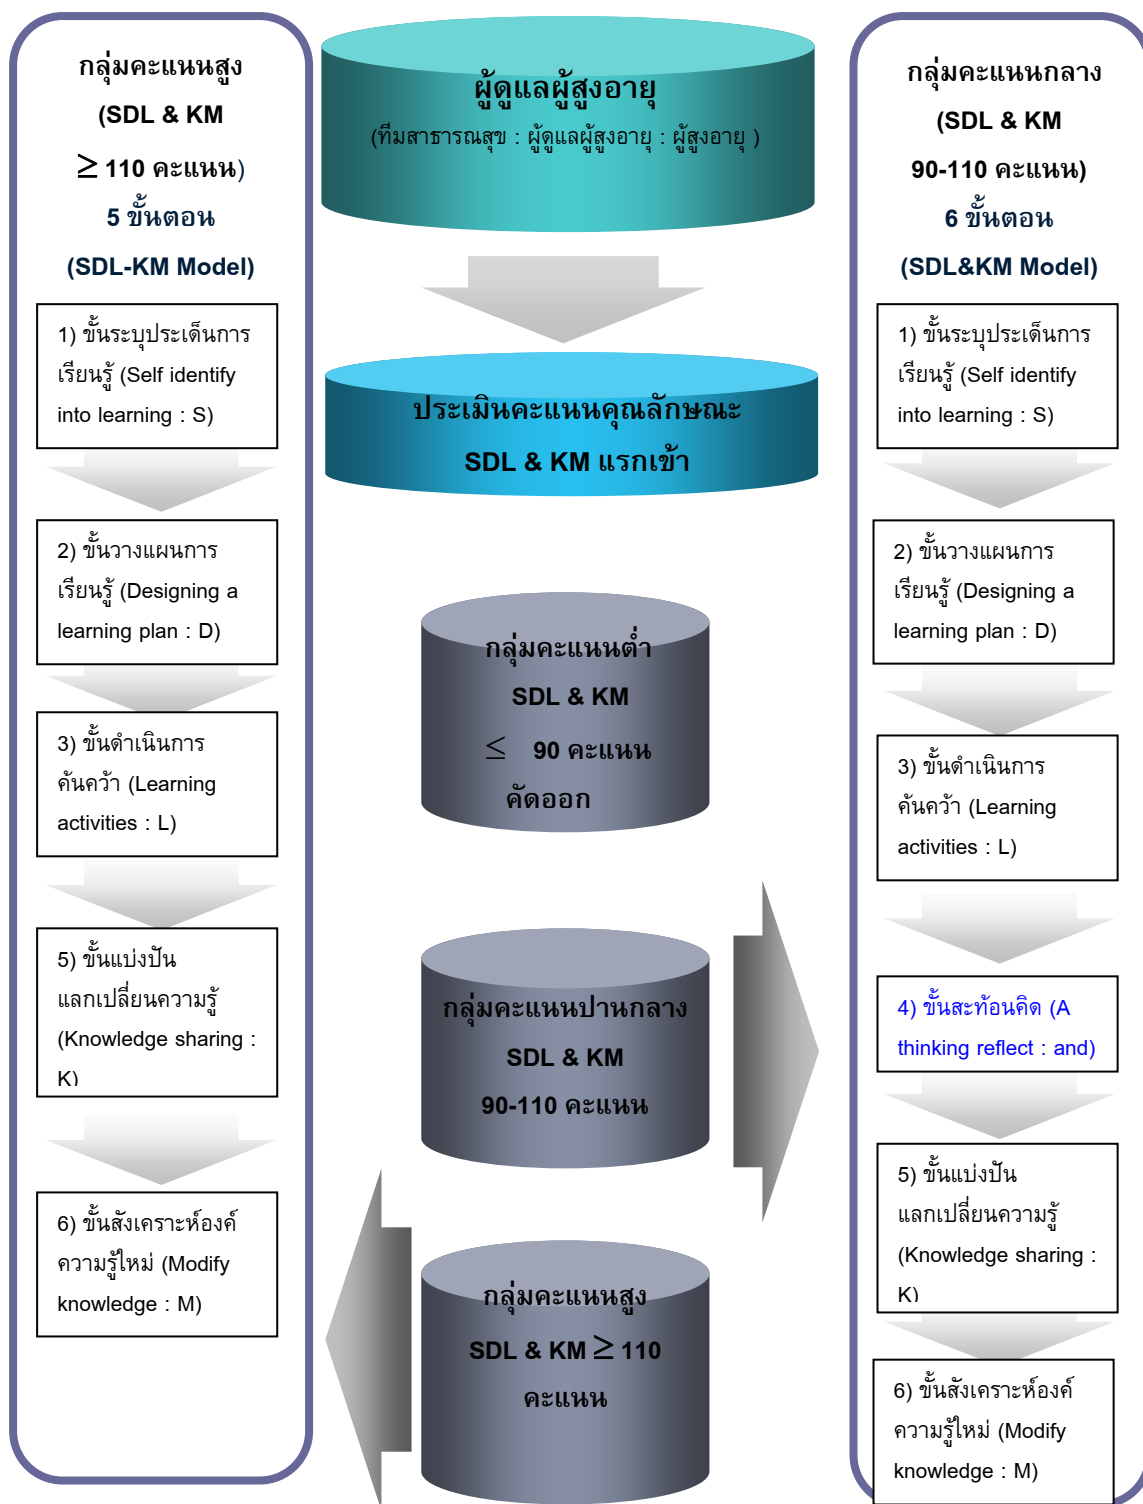 กลุ่มคะแนนสูง
(SDL & KM
≥ 110 คะแนน)
5 ขั้นตอน
(SDL-KM Model)
1) ขั้นระบุประเด็นการ
เรียนรู้ (Self identify
into learning : S)
2) ขั้นวางแผนการ
เรียนรู้ (Designing a
learning plan : D)
3) ขั้นดำเนินการ
ค้นคว้า (Learning
activities : L)
5) ขั้นแบ่งปัน
แลกเปลี่ยนความรู้
(Knowledge sharing :
K)
6) ขั้นสังเคราะห์องค์
ความรู้ใหม่ (Modify
knowledge : M)
ผู้ดูแลผู้สูงอายุ
(ทีมสาธารณสุข : ผู้ดูแลผู้สูงอายุ : ผู้สูงอายุ )
ประเมินคะแนนคุณลักษณะ
SDL & KM แรกเข้า
กลุ่มคะแนนต่ำ
SDL & KM
≤ 90 คะแนน
คัดออก
กลุ่มคะแนนปานกลาง
SDL & KM
90-110 คะแนน
กลุ่มคะแนนสูง
SDL & KM ≥ 110
คะแนน
กลุ่มคะแนนกลาง
(SDL & KM
90-110 คะแนน)
6 ขั้นตอน
(SDL&KM Model)
1) ขั้นระบุประเด็นการ
เรียนรู้ (Self identify
into learning : S)
2) ขั้นวางแผนการ
เรียนรู้ (Designing a
learning plan : D)
3) ขั้นดำเนินการ
ค้นคว้า (Learning
activities : L)
4) ขั้นสะท้อนคิด (A
thinking reflect : and)
5) ขั้นแบ่งปัน
แลกเปลี่ยนความรู้
(Knowledge sharing :
K)
6) ขั้นสังเคราะห์องค์
ความรู้ใหม่ (Modify
knowledge : M)